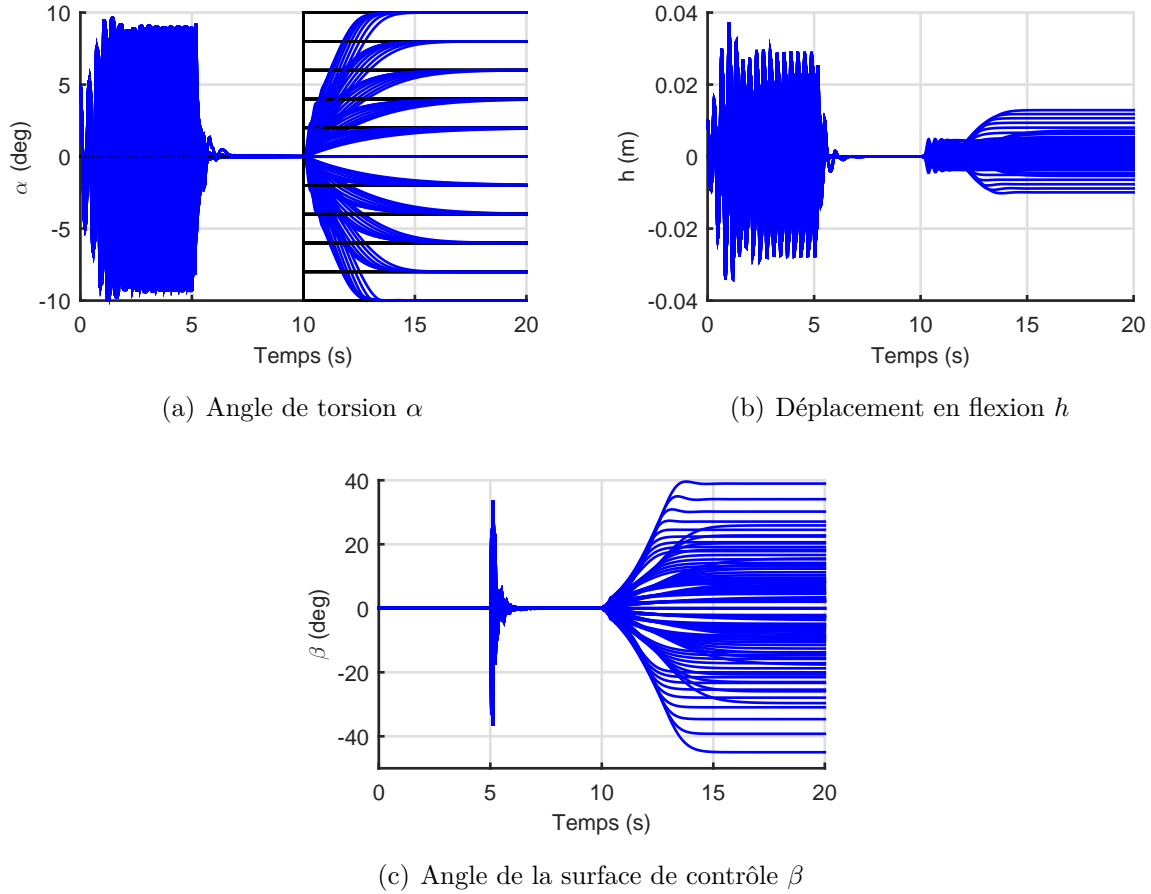 10
5
0
-5
-10
α (deg)
0 5 10 15 20
Temps (s)
(a) Angle de torsion α
0.04
0.02
0
-0.02
-0.04
h (m)
0 5 10 15 20
Temps (s)
(b) Déplacement en flexion h
40
20
0
-20
-40
β (deg)
0 5 10 15 20
Temps (s)
(c) Angle de la surface de contrôle β